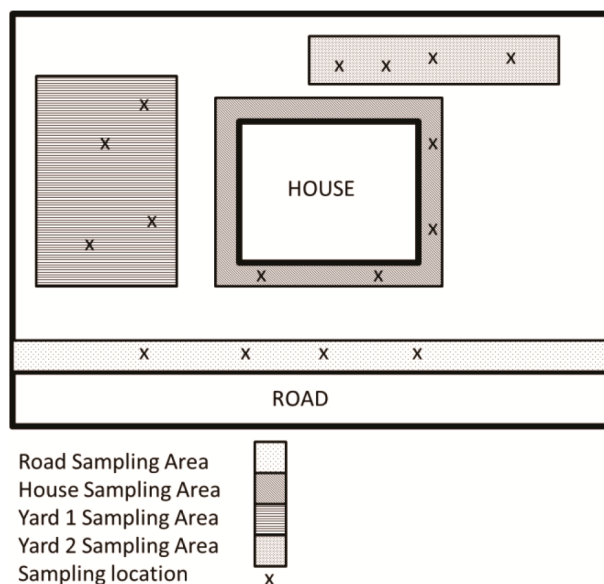 x x x x
x
x
x
x
x
x
x x
HOUSE
x x x x
ROAD
Road Sampling Area
House Sampling Area
Yard 1 Sampling Area
Yard 2 Sampling Area
Sampling location x